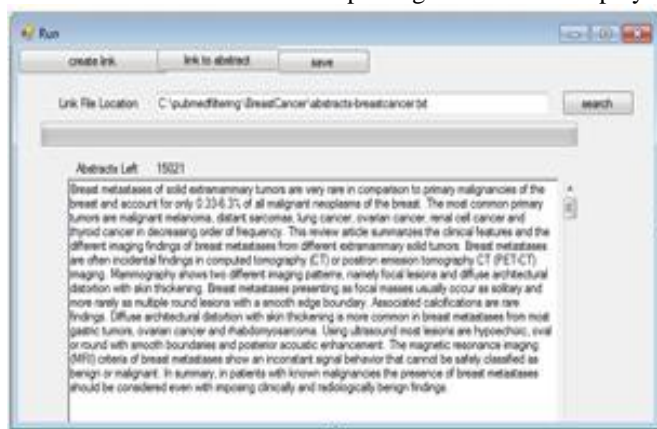 Run
create link link to abstract save
Link File Location C:\pubmedfiltering\BreastCancer\abstracts-breastcancer.txt search
Abstracts Left 15021
Breast metastases of solid extramammary tumors are very rare in comparison to primary malignancies of the
breast and account for only 0.33-6.3% of all malignant neoplasms of the breast. The most common primary
tumors are malignant melanoma, distant sarcomas, lung cancer, ovarian cancer, renal cell cancer and
thyroid cancer in decreasing order of frequency. This review article summarizes the clinical features and the
different imaging findings of breast metastases from different extramammary solid tumors. Breast metastases
are often incidental findings in computed tomography (CT) or positron emission tomography CT (PET-CT)
imaging. Mammography shows two different imaging patterns, namely focal lesions and diffuse architectural
distortion with skin thickening. Breast metastases presenting as focal masses usually occur as solitary and
more rarely as multiple round lesions with a smooth edge boundary. Associated calcifications are rare
findings. Diffuse architectural distortion with skin thickening is more common in breast metastases from most
gastric tumors, ovarian cancer and rhabdomyosarcoma. Using ultrasound most lesions are hypoechoic, oval
or round with smooth boundaries and posterior acoustic enhancement. The magnetic resonance imaging
(MRI) criteria of breast metastases show an inconstant signal behavior that cannot be safely classified as
benign or malignant. In summary, in patients with known malignancies the presence of breast metastases
should be considered even with imposing clinically and radiologically benign findings.